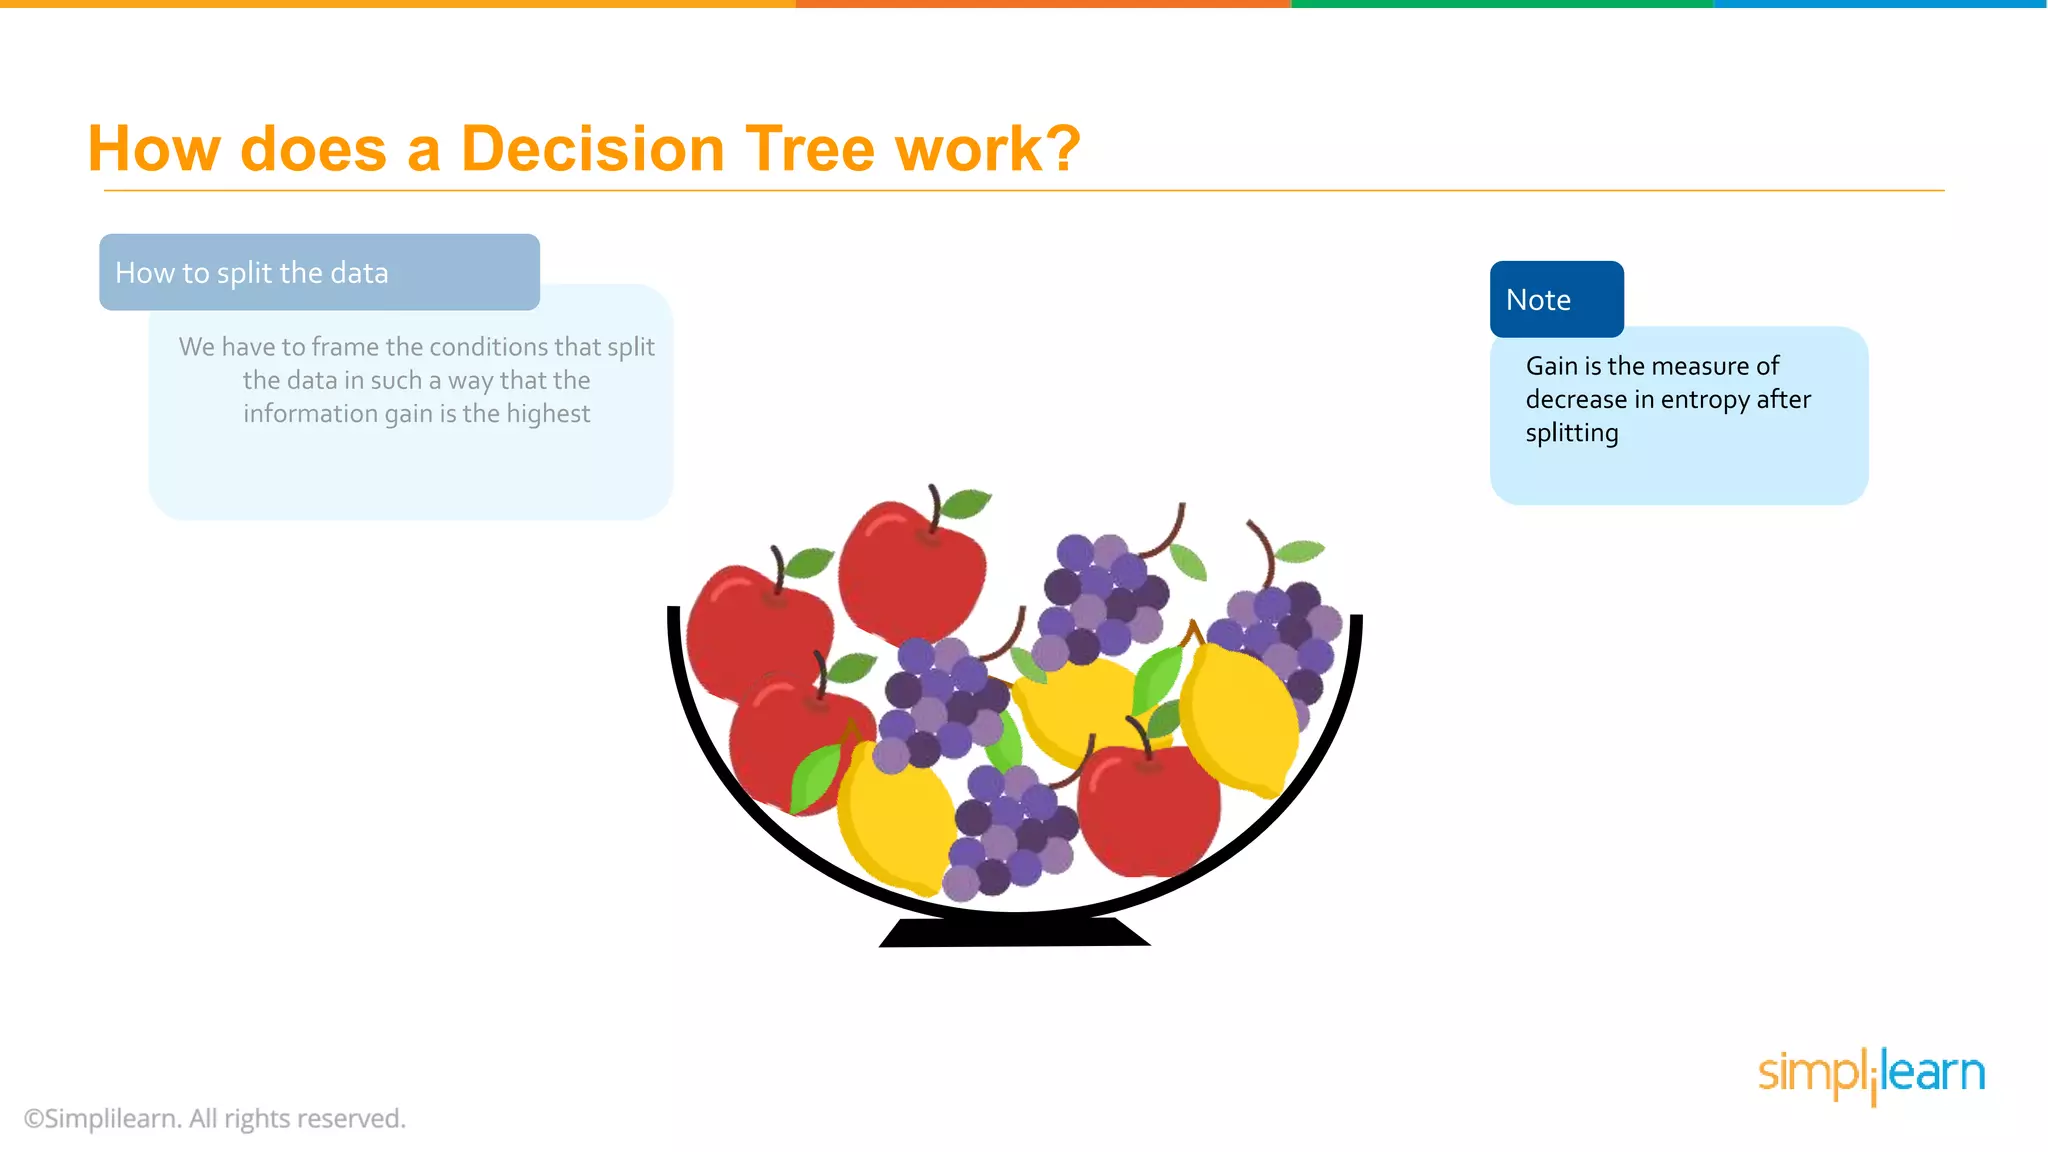 How does a Decision Tree work?
How to split the data
We have to frame the conditions that split
the data in such a way that the
information gain is the highest
Note
Gain is the measure of
decrease in entropy after
splitting
simplilearn
©Simplilearn. All rights reserved.